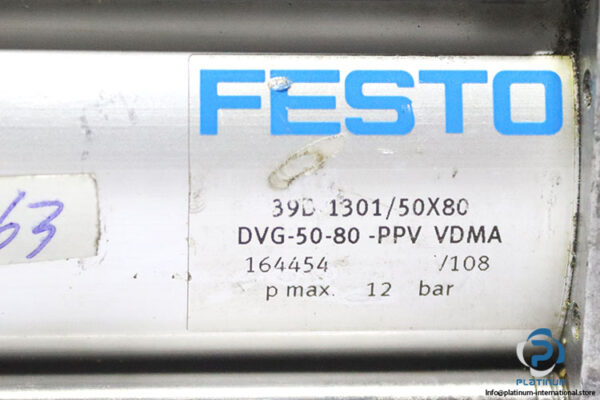 FESTO
39D 1301/50X80
DVG-50-80 -PPV VDMA
164454 /108
p max. 12 bar
63
PLATINUM
info@platinum-international.store